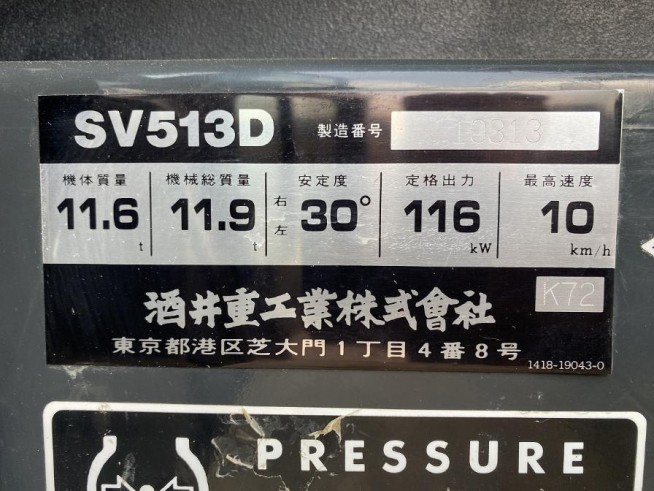 SV513D 製造番号
機体質量 機械総質量 安定度 定格出力 最高速度
11.6 t 11.9 t 右左 30° 116 kW 10 km/h
K72
酒井重工業株式會社
東京都港区芝大門1丁目4番8号
1418-19043-0
PRESSURE